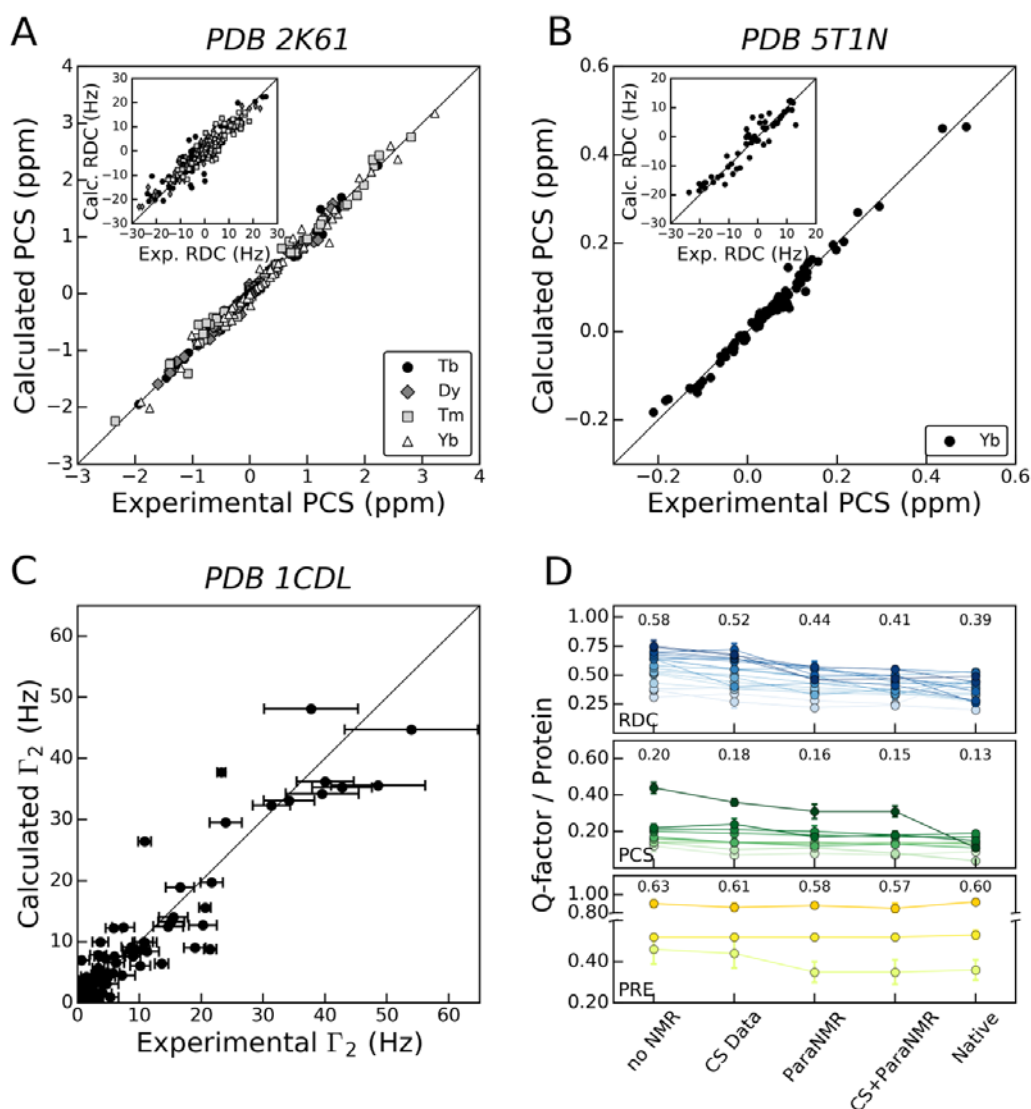 A
PDB 2K61
Calculated PCS (ppm)
4
3
2
1
0
−1
−2
−3
−3 −2 −1 0 1 2 3 4
Experimental PCS (ppm)
Calc. RDC (Hz)
30
20
10
0
−10
−20
−30
−30 −20 −10 0 10 20 30
Exp. RDC (Hz)
Tb
Dy
Tm
Yb
B
PDB 5T1N
Calculated PCS (ppm)
0.6
0.4
0.2
0.0
−0.2
−0.2 0.0 0.2 0.4 0.6
Experimental PCS (ppm)
Calc. RDC (Hz)
20
10
0
−10
−20
−30
−30 −20 −10 0 10 20
Exp. RDC (Hz)
Yb
C
PDB 1CDL
Calculated Γ2 (Hz)
60
50
40
30
20
10
0
0 10 20 30 40 50 60
Experimental Γ2 (Hz)
D
Q-factor / Protein
1.00
0.75
0.50
0.25
0.58 0.52 0.44 0.41 0.39
RDC
0.40
0.20
0.20 0.18 0.16 0.15 0.13
PCS
1.00
0.80
0.40
0.20
0.63 0.61 0.58 0.57 0.60
PRE
no NMR
CS Data
ParaNMR
CS+ParaNMR
Native